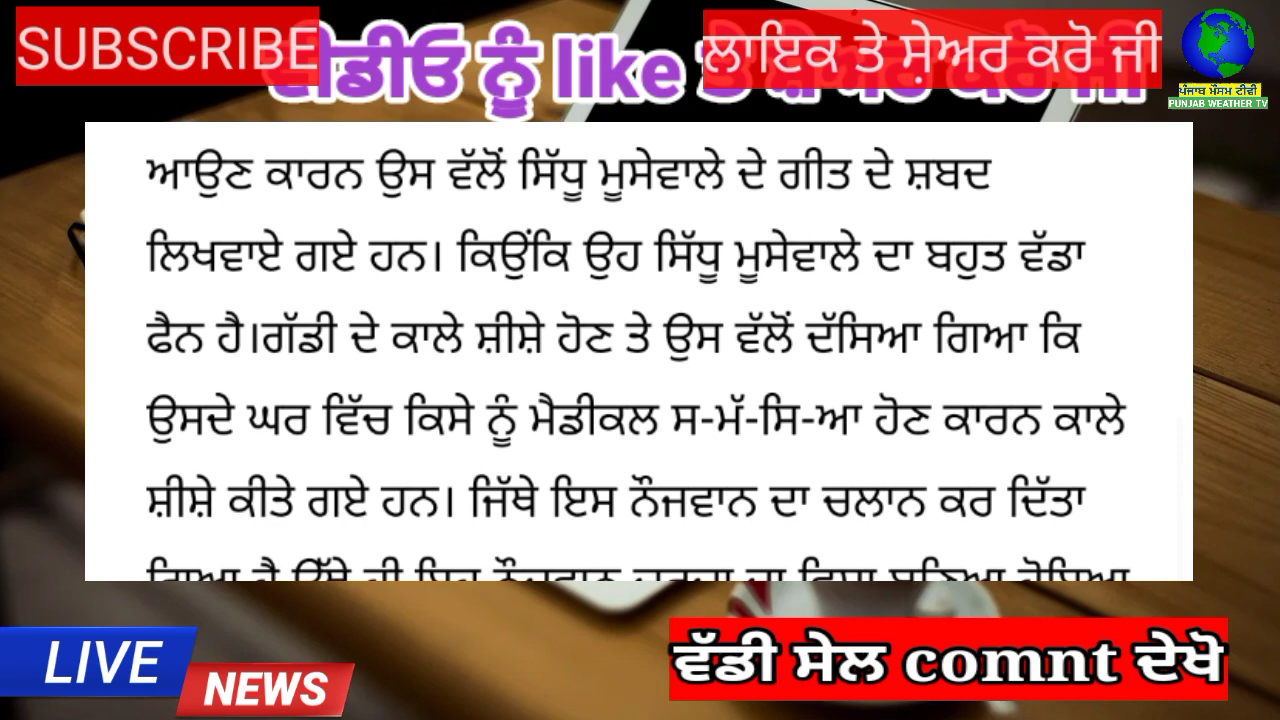 SUBSCRIBE
ਵੀਡੀਓ ਨੂੰ like
ਲਾਇਕ ਤੇ ਸ਼ੇਅਰ ਕਰੋ ਜੀ
ਪੰਜਾਬ ਮੌਸਮ ਟੀਵੀ
PUNJAB WEATHER TV
ਆਉਣ ਕਾਰਨ ਉਸ ਵੱਲੋਂ ਸਿੱਧੂ ਮੂਸੇਵਾਲੇ ਦੇ ਗੀਤ ਦੇ ਸ਼ਬਦ
ਲਿਖਵਾਏ ਗਏ ਹਨ। ਕਿਉਂਕਿ ਉਹ ਸਿੱਧੂ ਮੂਸੇਵਾਲੇ ਦਾ ਬਹੁਤ ਵੱਡਾ
ਫੈਨ ਹੈ।ਗੱਡੀ ਦੇ ਕਾਲੇ ਸ਼ੀਸ਼ੇ ਹੋਣ ਤੇ ਉਸ ਵੱਲੋਂ ਦੱਸਿਆ ਗਿਆ ਕਿ
ਉਸਦੇ ਘਰ ਵਿੱਚ ਕਿਸੇ ਨੂੰ ਮੈਡੀਕਲ ਸ-ਮੱ-ਸਿ-ਆ ਹੋਣ ਕਾਰਨ ਕਾਲੇ
ਸ਼ੀਸ਼ੇ ਕੀਤੇ ਗਏ ਹਨ। ਜਿੱਥੇ ਇਸ ਨੌਜਵਾਨ ਦਾ ਚਲਾਨ ਕਰ ਦਿੱਤਾ
LIVE
NEWS
ਵੱਡੀ ਸੇਲ comnt ਦੇਖੋ